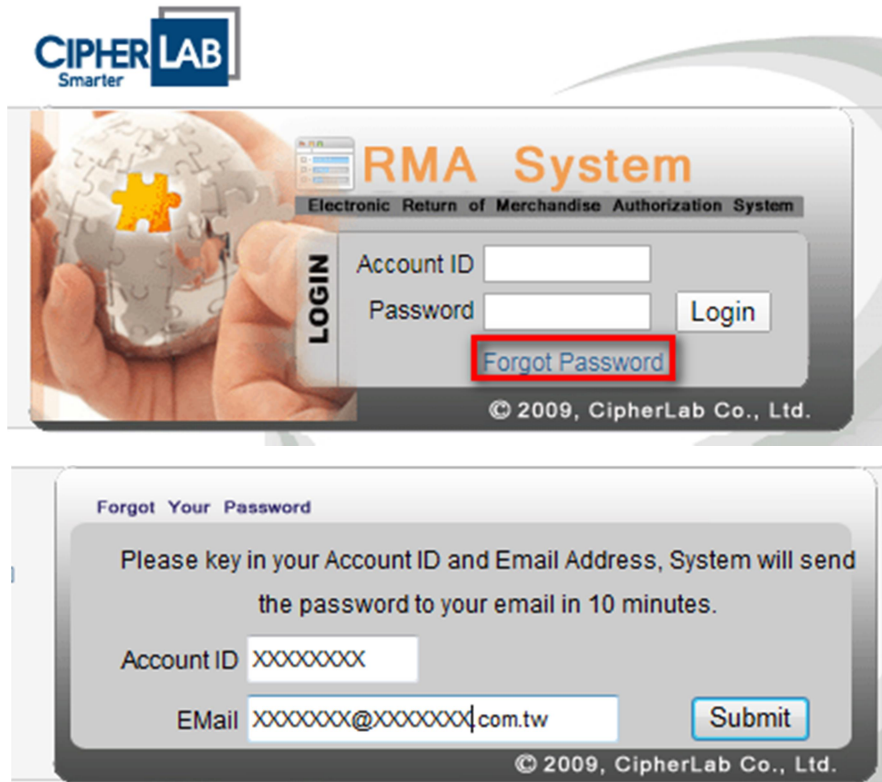 CIPHER LAB
Smarter
RMA System
Electronic Return of Merchandise Authorization System
LOGIN
Account ID
Password
Login
Forgot Password
© 2009, CipherLab Co., Ltd.
Forgot Your Password
Please key in your Account ID and Email Address, System will send
the password to your email in 10 minutes.
Account ID XXXXXXXX
EMail XXXXXXX@XXXXXXX.com.tw Submit
© 2009, CipherLab Co., Ltd.